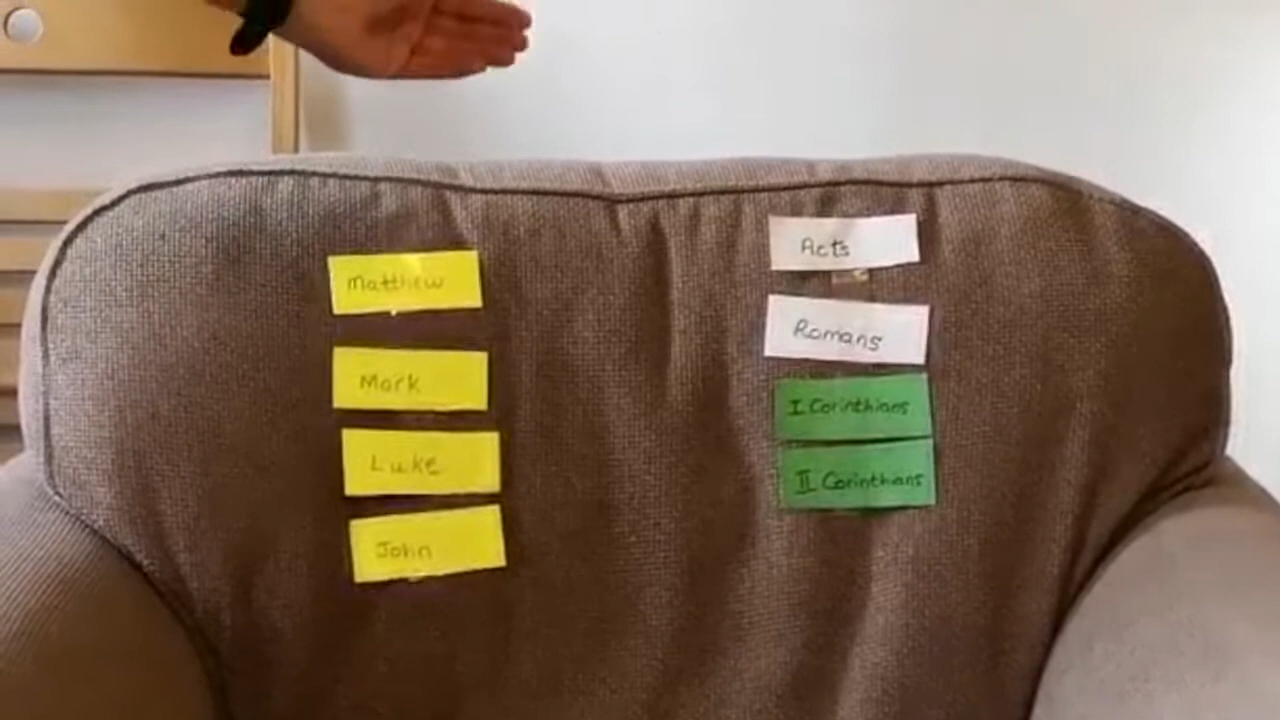 Matthew
Mark
Luke
John
Acts
Romans
I Corinthians
II Corinthians